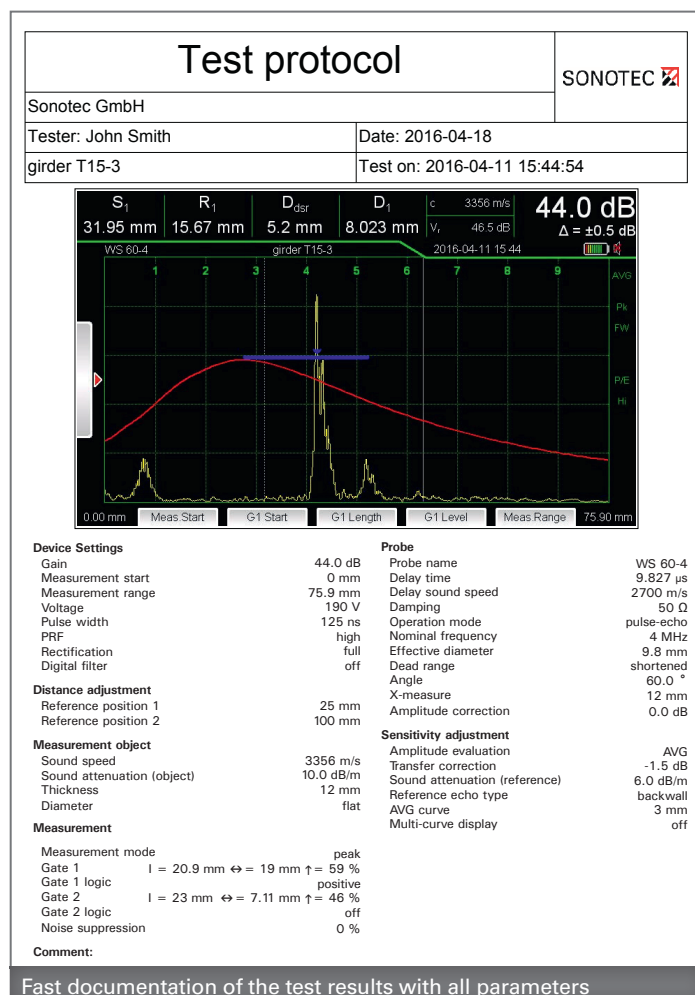 Test protocol
SONOTEC
Sonotec GmbH
Tester: John Smith Date: 2016-04-18
girder T15-3 Test on: 2016-04-11 15:44:54
S1 R1 Ddsr D1 c 3356 m/s 44.0 dB
31.95 mm 15.67 mm 5.2 mm 8.023 mm Vr 46.5 dB Δ = ±0.5 dB
WS 60-4 girder T15-3 2016-04-11 15 44
1 2 3 4 5 6 7 8 9 AVG
Pk
FW
P/E
Hi
0.00 mm Meas.Start G1 Start G1 Length G1 Level Meas.Range 75.90 mm
Device Settings
Gain 44.0 dB
Measurement start 0 mm
Measurement range 75.9 mm
Voltage 190 V
Pulse width 125 ns
PRF high
Rectification full
Digital filter off
Distance adjustment
Reference position 1 25 mm
Reference position 2 100 mm
Measurement object
Sound speed 3356 m/s
Sound attenuation (object) 10.0 dB/m
Thickness 12 mm
Diameter flat
Measurement
Measurement mode peak
Gate 1 I = 20.9 mm ↔= 19 mm ↑= 59 %
Gate 1 logic positive
Gate 2 I = 23 mm ↔= 7.11 mm ↑= 46 %
Gate 2 logic off
Noise suppression 0 %
Comment:
Probe
Probe name WS 60-4
Delay time 9.827 µs
Delay sound speed 2700 m/s
Damping 50 Ω
Operation mode pulse-echo
Nominal frequency 4 MHz
Effective diameter 9.8 mm
Dead range shortened
Angle 60.0 °
X-measure 12 mm
Amplitude correction 0.0 dB
Sensitivity adjustment
Amplitude evaluation AVG
Transfer correction -1.5 dB
Sound attenuation (reference) 6.0 dB/m
Reference echo type backwall
AVG curve 3 mm
Multi-curve display off
Fast documentation of the test results with all parameters